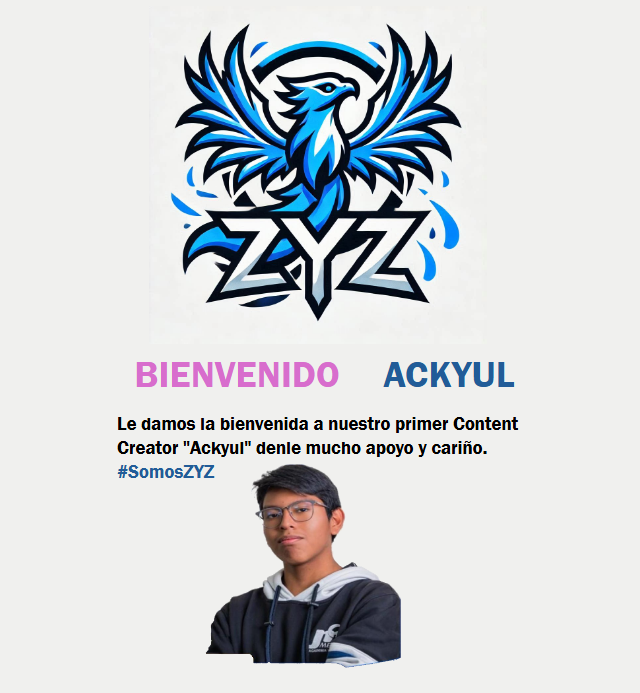 ZYZ
BIENVENIDO ACKYUL
Le damos la bienvenida a nuestro primer Content
Creator "Ackyul" denle mucho apoyo y cariño.
#SomosZYZ